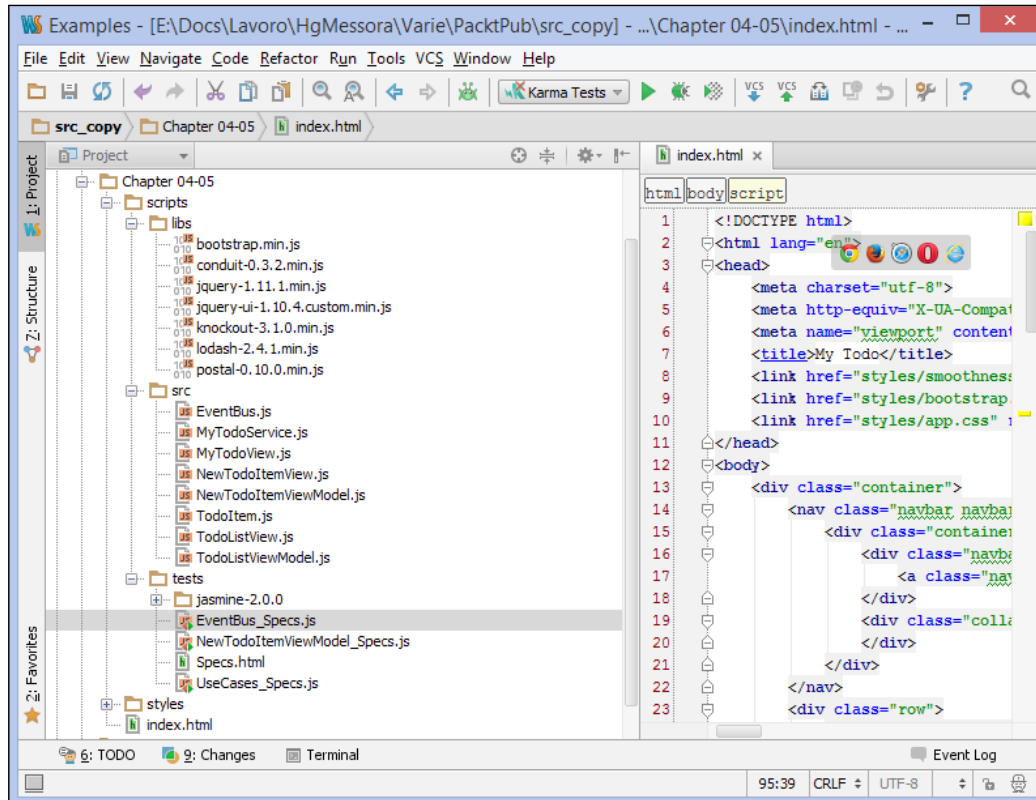 WS Examples - [E:\Docs\Lavoro\HgMessora\Varie\PacktPub\src_copy] - ...\Chapter 04-05\index.html - ...
File Edit View Navigate Code Refactor Run Tools VCS Window Help
Karma Tests VCS VCS ?
src_copy Chapter 04-05 index.html
1: Project
WS
Z: Structure
2: Favorites
Project
Chapter 04-05
scripts
libs
bootstrap.min.js
conduit-0.3.2.min.js
jquery-1.11.1.min.js
jquery-ui-1.10.4.custom.min.js
knockout-3.1.0.min.js
lodash-2.4.1.min.js
postal-0.10.0.min.js
src
EventBus.js
MyTodoService.js
MyTodoView.js
NewTodoItemView.js
NewTodoItemViewModel.js
TodoItem.js
TodoListView.js
TodoListViewModel.js
tests
jasmine-2.0.0
EventBus_Specs.js
NewTodoItemViewModel_Specs.js
Specs.html
UseCases_Specs.js
styles
index.html
index.html
html body script
1 <!DOCTYPE html>
2 <html lang="en">
3 <head>
4 <meta charset="utf-8">
5 <meta http-equiv="X-UA-Compat
6 <meta name="viewport" content
7 <title>My Todo</title>
8 <link href="styles/smoothness
9 <link href="styles/bootstrap.
10 <link href="styles/app.css" r
11 </head>
12 <body>
13 <div class="container">
14 <nav class="navbar navbar
15 <div class="container
16 <div class="navba
17 <a class="nav
18 </div>
19 <div class="colla
20 </div>
21 </div>
22 </nav>
23 <div class="row">
6: TODO 9: Changes Terminal Event Log
95:39 CRLF UTF-8